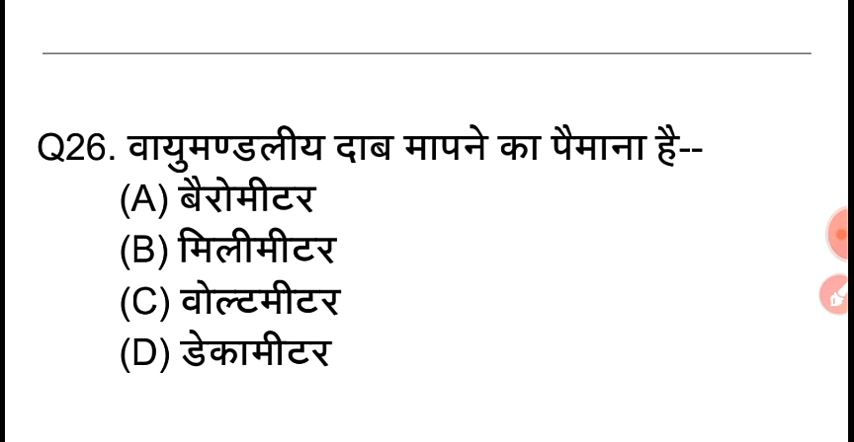 Q26. वायुमण्डलीय दाब मापने का पैमाना है--
(A) बैरोमीटर
(B) मिलीमीटर
(C) वोल्टमीटर
(D) डेकामीटर